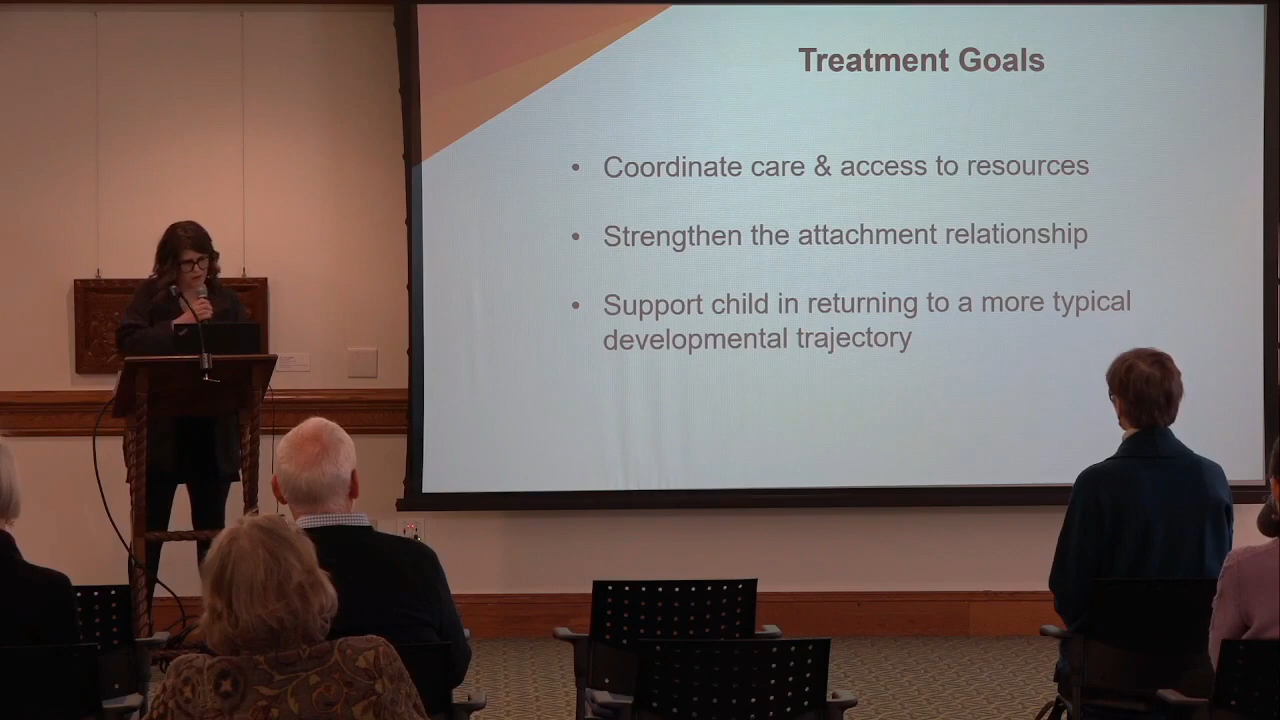 Treatment Goals
• Coordinate care & access to resources
• Strengthen the attachment relationship
• Support child in returning to a more typical
developmental trajectory